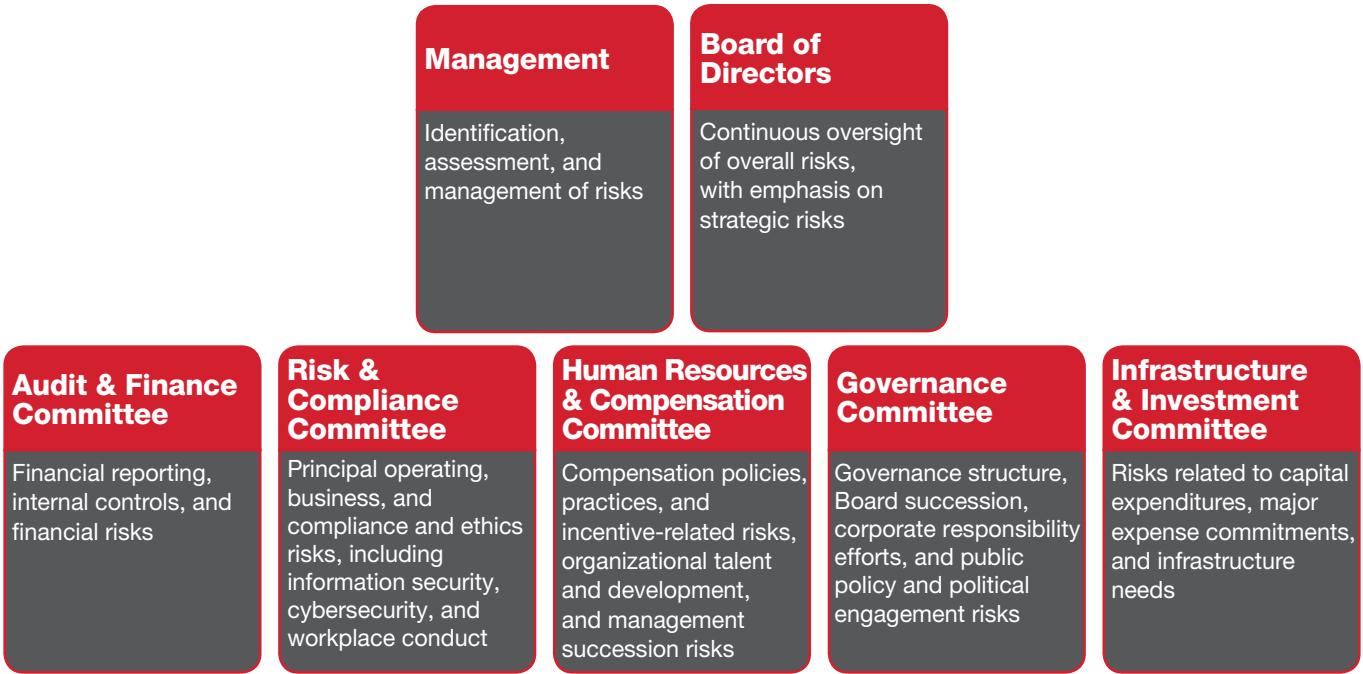 Management
Identification,
assessment, and
management of risks
Board of
Directors
Continuous oversight
of overall risks,
with emphasis on
strategic risks
Audit & Finance
Committee
Financial reporting,
internal controls, and
financial risks
Risk &
Compliance
Committee
Principal operating,
business, and
compliance and ethics
risks, including
information security,
cybersecurity, and
workplace conduct
Human Resources
& Compensation
Committee
Compensation policies,
practices, and
incentive-related risks,
organizational talent
and development,
and management
succession risks
Governance
Committee
Governance structure,
Board succession,
corporate responsibility
efforts, and public
policy and political
engagement risks
Infrastructure
& Investment
Committee
Risks related to capital
expenditures, major
expense commitments,
and infrastructure
needs